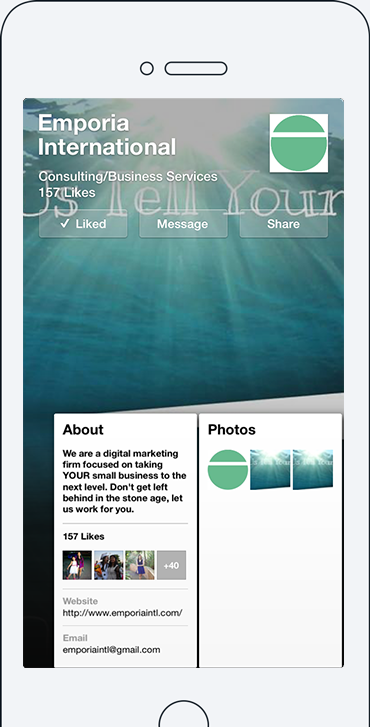 Emporia
International
Consulting/Business Services
157 Likes
Us Tell Your
✓ Liked
Message
Share
About
We are a digital marketing
firm focused on taking
YOUR small business to the
next level. Don't get left
behind in the stone age, let
us work for you.
157 Likes
+40
Website
http://www.emporiaintl.com/
Email
emporiaintl@gmail.com
Photos